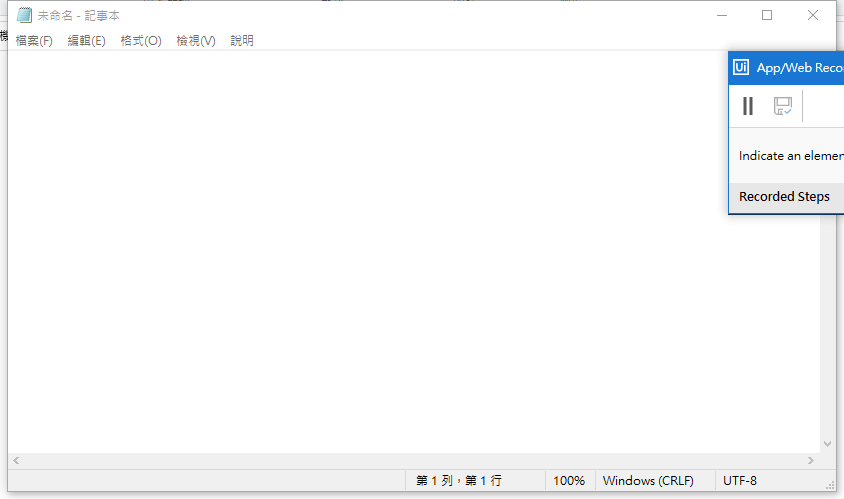 未命名 - 記事本
檔案(F) 編輯(E) 格式(O) 檢視(V) 說明
Ui App/Web Reco
Indicate an elemen
Recorded Steps
第 1 列，第 1 行 100% Windows (CRLF) UTF-8